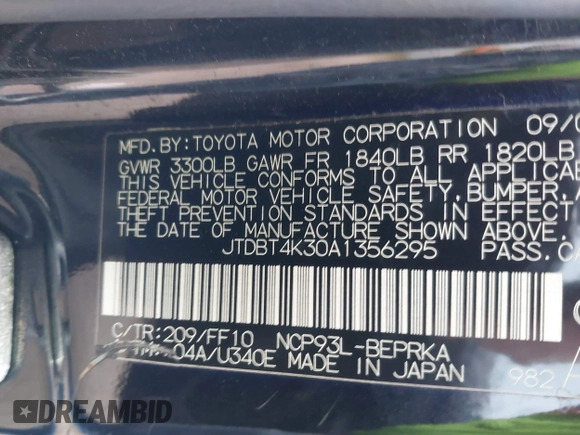 MFD. BY: TOYOTA MOTOR CORPORATION 09/0
GVWR 3300LB GAWR FR 1840LB RR 1820LB
THIS VEHICLE CONFORMS TO ALL APPLICAB
FEDERAL MOTOR VEHICLE SAFETY, BUMPER,
THEFT PREVENTION STANDARDS IN EFFECT
THE DATE OF MANUFACTURE SHOWN ABOVE.
JTDBT4K30A1356295 PASS.CA
C/TR:209/FF10 NCP93L-BEPRKA
04A/U340E MADE IN JAPAN
982
DREAMBID